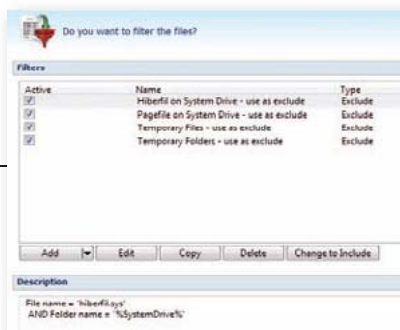 Do you want to filter the files?
Filters
Active Name Type
Hiberfil on System Drive - use as exclude Exclude
Pagefile on System Drive - use as exclude Exclude
Temporary Files - use as exclude Exclude
Temporary Folders - use as exclude Exclude
Add Edit Copy Delete Change to Include
Description
File name = 'hiberfil.sys'
AND Folder name = '%SystemDrive%'